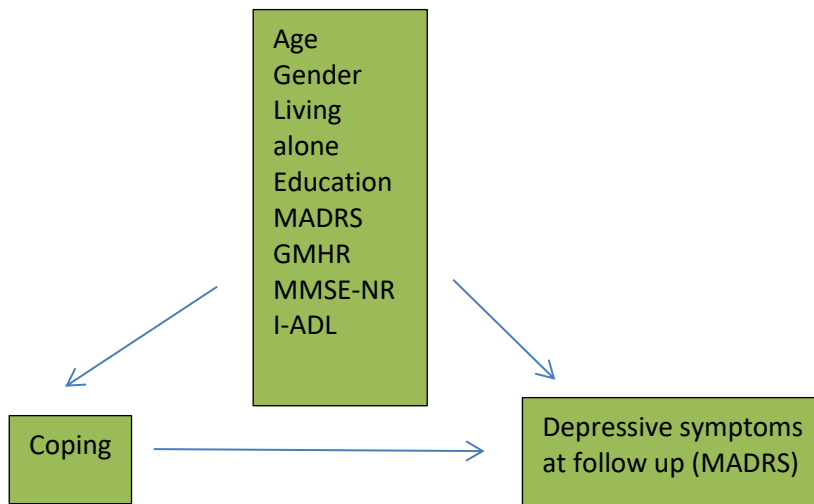 Age
Gender
Living
alone
Education
MADRS
GMHR
MMSE-NR
I-ADL
Coping
Depressive symptoms
at follow up (MADRS)